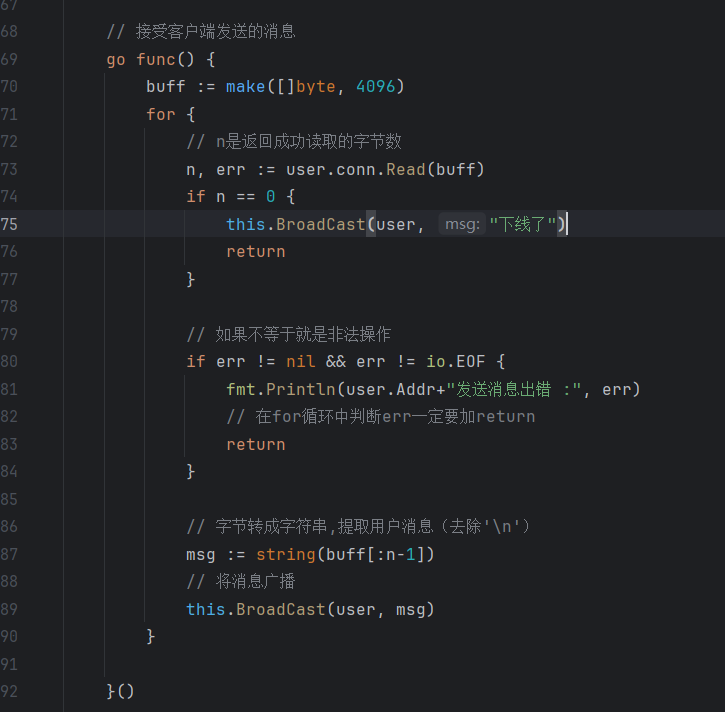 67
68 // 接受客户端发送的消息
69 go func() {
70 buff := make([]byte, 4096)
71 for {
72 // n是返回成功读取的字节数
73 n, err := user.conn.Read(buff)
74 if n == 0 {
75 this.BroadCast(user, msg: "下线了")
76 return
77 }
78
79 // 如果不等于就是非法操作
80 if err != nil && err != io.EOF {
81 fmt.Println(user.Addr+"发送消息出错 :", err)
82 // 在for循环中判断err一定要加return
83 return
84 }
85
86 // 字节转成字符串,提取用户消息（去除'\n'）
87 msg := string(buff[:n-1])
88 // 将消息广播
89 this.BroadCast(user, msg)
90 }
91
92 }()